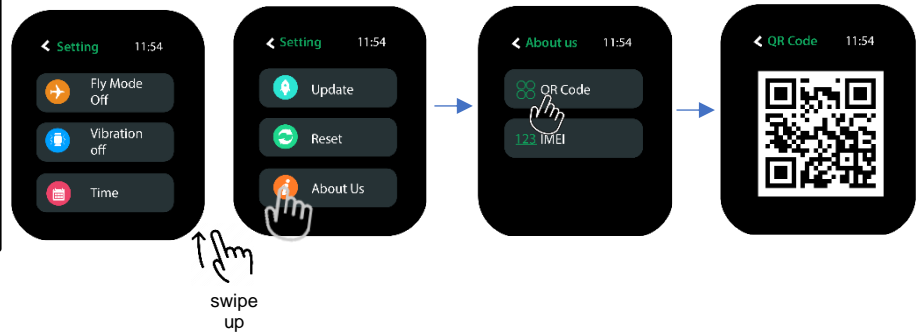 Setting 11:54
Fly Mode
Off
Vibration
off
Time
swipe
up
Setting 11:54
Update
Reset
About Us
About us 11:54
QR Code
123 IMEI
QR Code 11:54